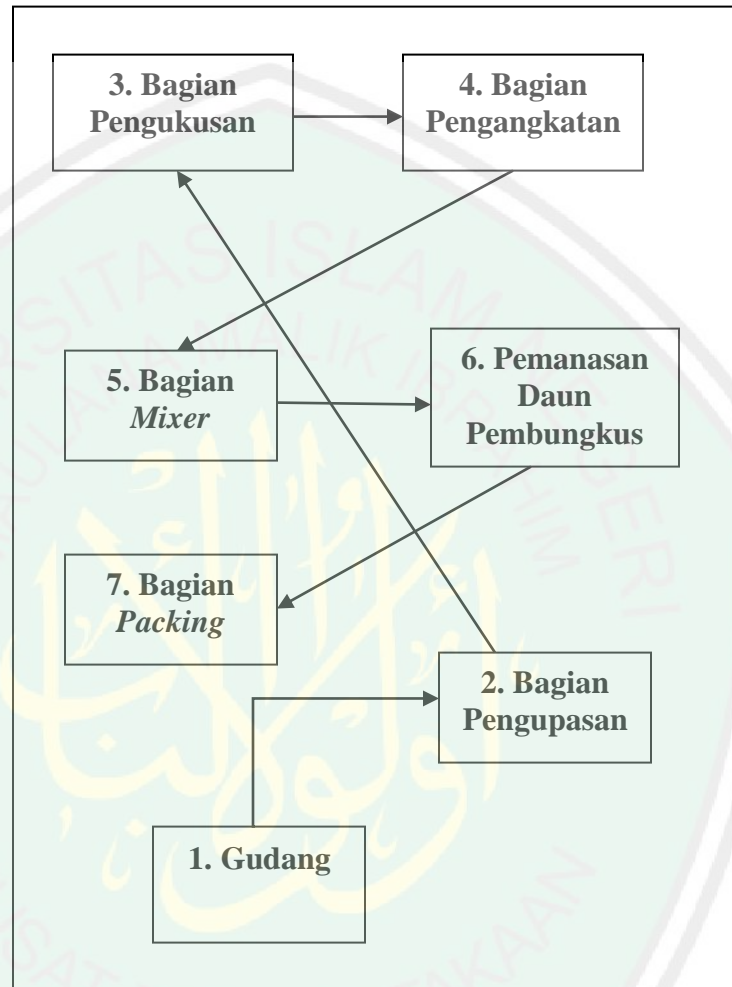 3. Bagian
Pengukusan
4. Bagian
Pengangkatan
5. Bagian
Mixer
6. Pemanasan
Daun
Pembungkus
7. Bagian
Packing
2. Bagian
Pengupasan
1. Gudang